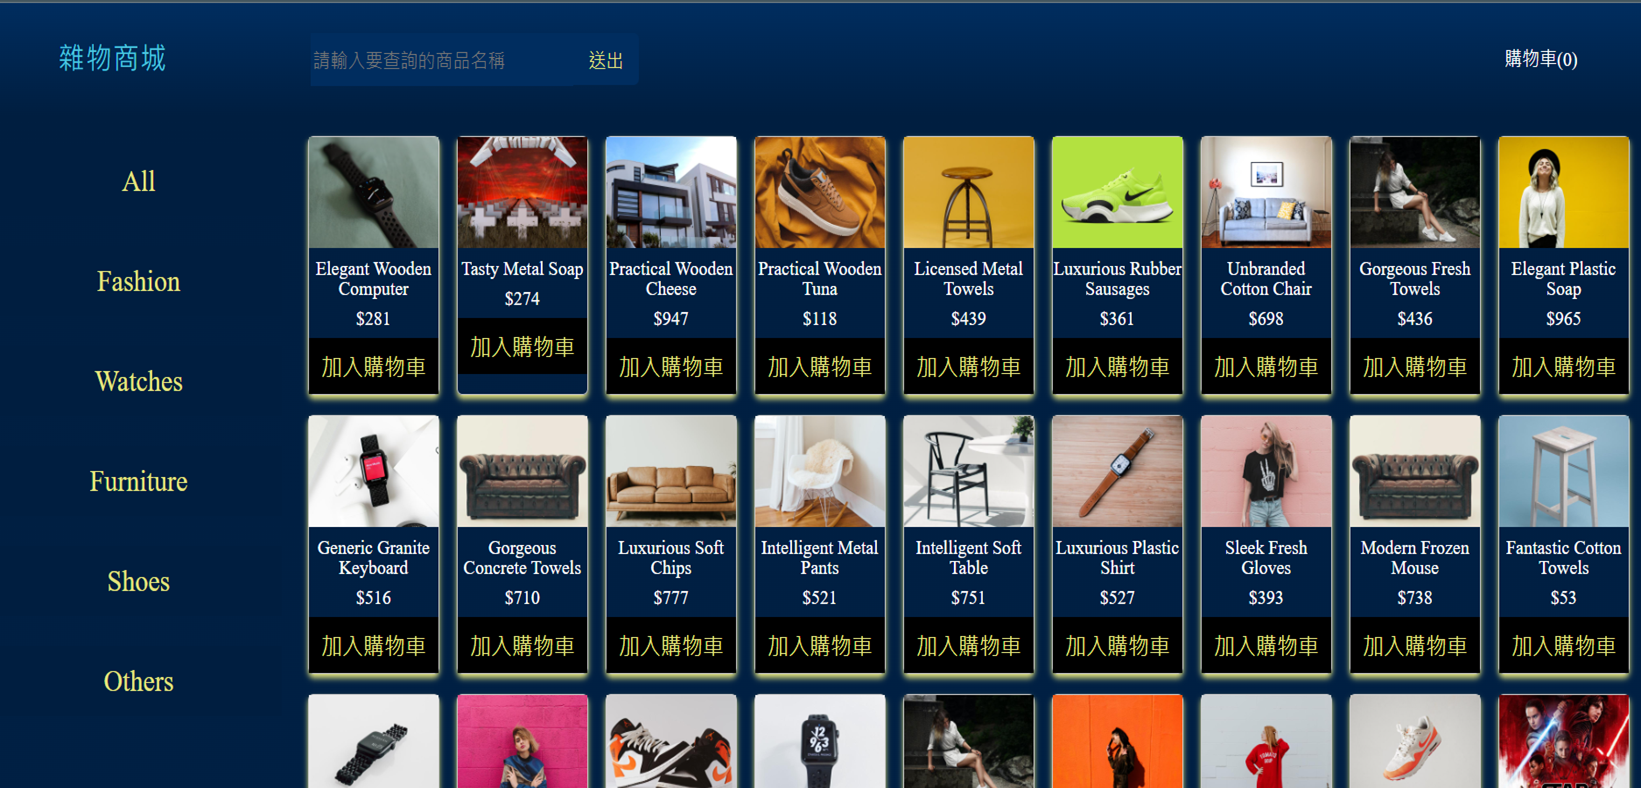 雜物商城
請輸入要查詢的商品名稱
送出
購物車(0)
All
Fashion
Watches
Furniture
Shoes
Others
Elegant Wooden
Computer
$281
加入購物車
Tasty Metal Soap
$274
加入購物車
Practical Wooden
Cheese
$947
加入購物車
Practical Wooden
Tuna
$118
加入購物車
Licensed Metal
Towels
$439
加入購物車
Luxurious Rubber
Sausages
$361
加入購物車
Unbranded
Cotton Chair
$698
加入購物車
Gorgeous Fresh
Towels
$436
加入購物車
Elegant Plastic
Soap
$965
加入購物車
Generic Granite
Keyboard
$516
加入購物車
Gorgeous
Concrete Towels
$710
加入購物車
Luxurious Soft
Chips
$777
加入購物車
Intelligent Metal
Pants
$521
加入購物車
Intelligent Soft
Table
$751
加入購物車
Luxurious Plastic
Shirt
$527
加入購物車
Sleek Fresh
Gloves
$393
加入購物車
Modern Frozen
Mouse
$738
加入購物車
Fantastic Cotton
Towels
$53
加入購物車
STAR